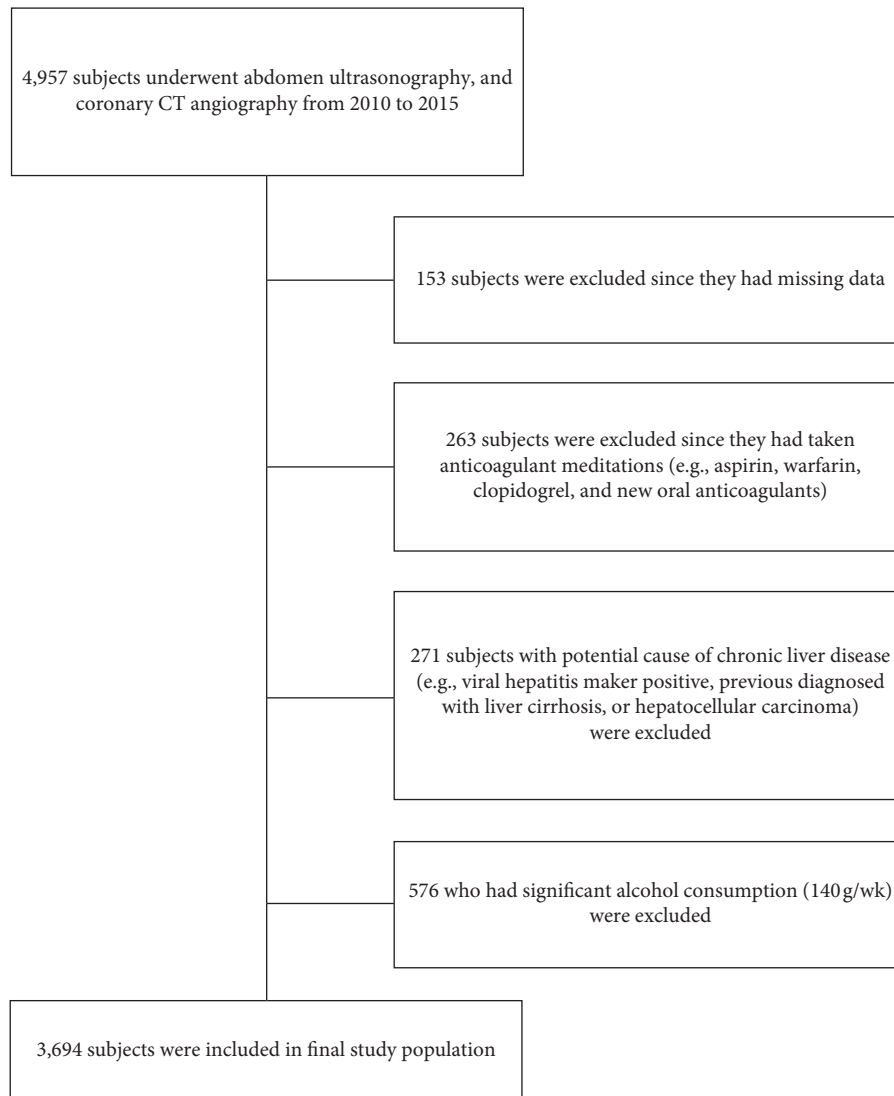 4,957 subjects underwent abdomen ultrasonography, and
coronary CT angiography from 2010 to 2015
153 subjects were excluded since they had missing data
263 subjects were excluded since they had taken
anticoagulant meditations (e.g., aspirin, warfarin,
clopidogrel, and new oral anticoagulants)
271 subjects with potential cause of chronic liver disease
(e.g., viral hepatitis maker positive, previous diagnosed
with liver cirrhosis, or hepatocellular carcinoma)
were excluded
576 who had significant alcohol consumption (140 g/wk)
were excluded
3,694 subjects were included in final study population